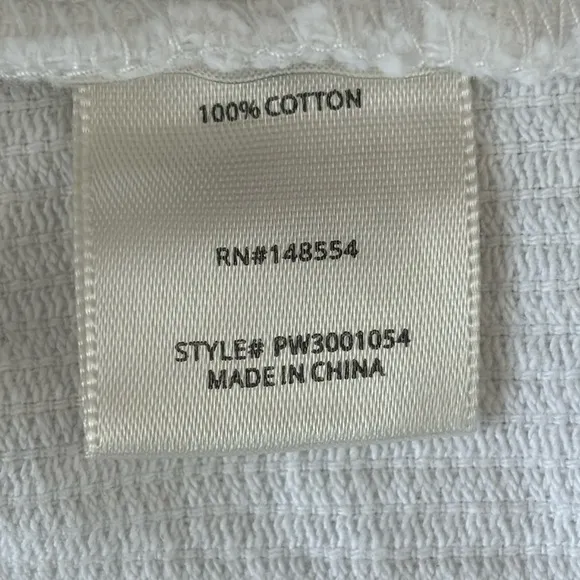 100% COTTON
RN#148554
STYLE# PW3001054
MADE IN CHINA